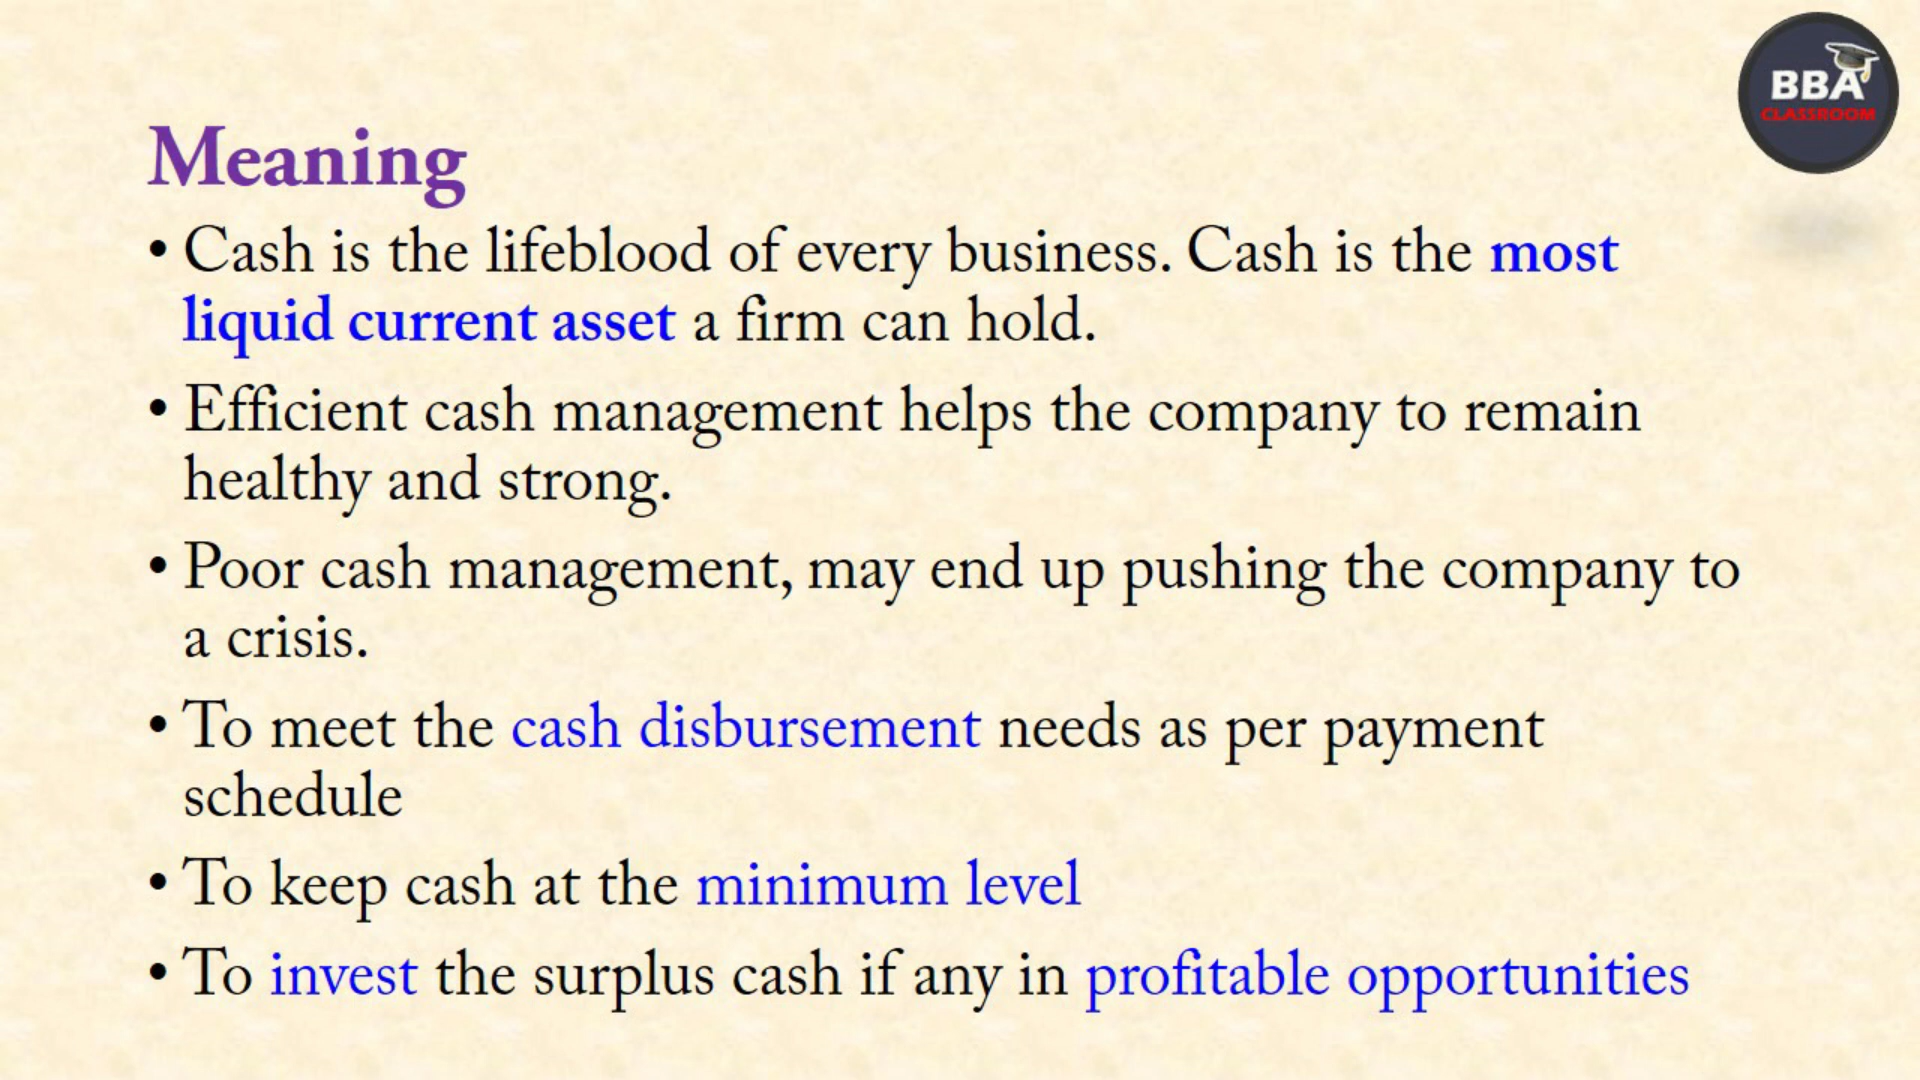 BBA
CLASSROOM
Meaning
• Cash is the lifeblood of every business. Cash is the most
liquid current asset a firm can hold.
• Efficient cash management helps the company to remain
healthy and strong.
• Poor cash management, may end up pushing the company to
a crisis.
• To meet the cash disbursement needs as per payment
schedule
• To keep cash at the minimum level
• To invest the surplus cash if any in profitable opportunities